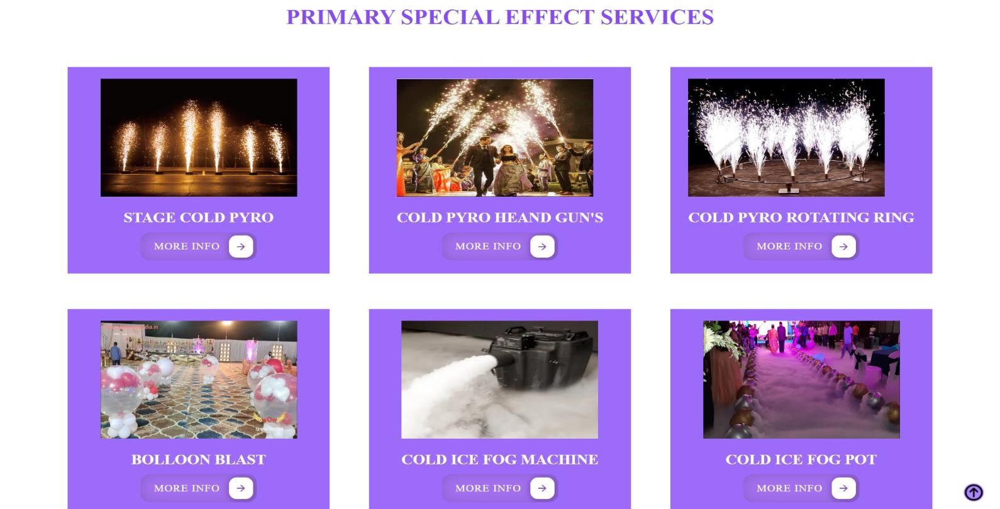 PRIMARY SPECIAL EFFECT SERVICES
STAGE COLD PYRO
MORE INFO
COLD PYRO HEAND GUN'S
MORE INFO
COLD PYRO ROTATING RING
MORE INFO
BOLLOON BLAST
MORE INFO
COLD ICE FOG MACHINE
MORE INFO
COLD ICE FOG POT
MORE INFO